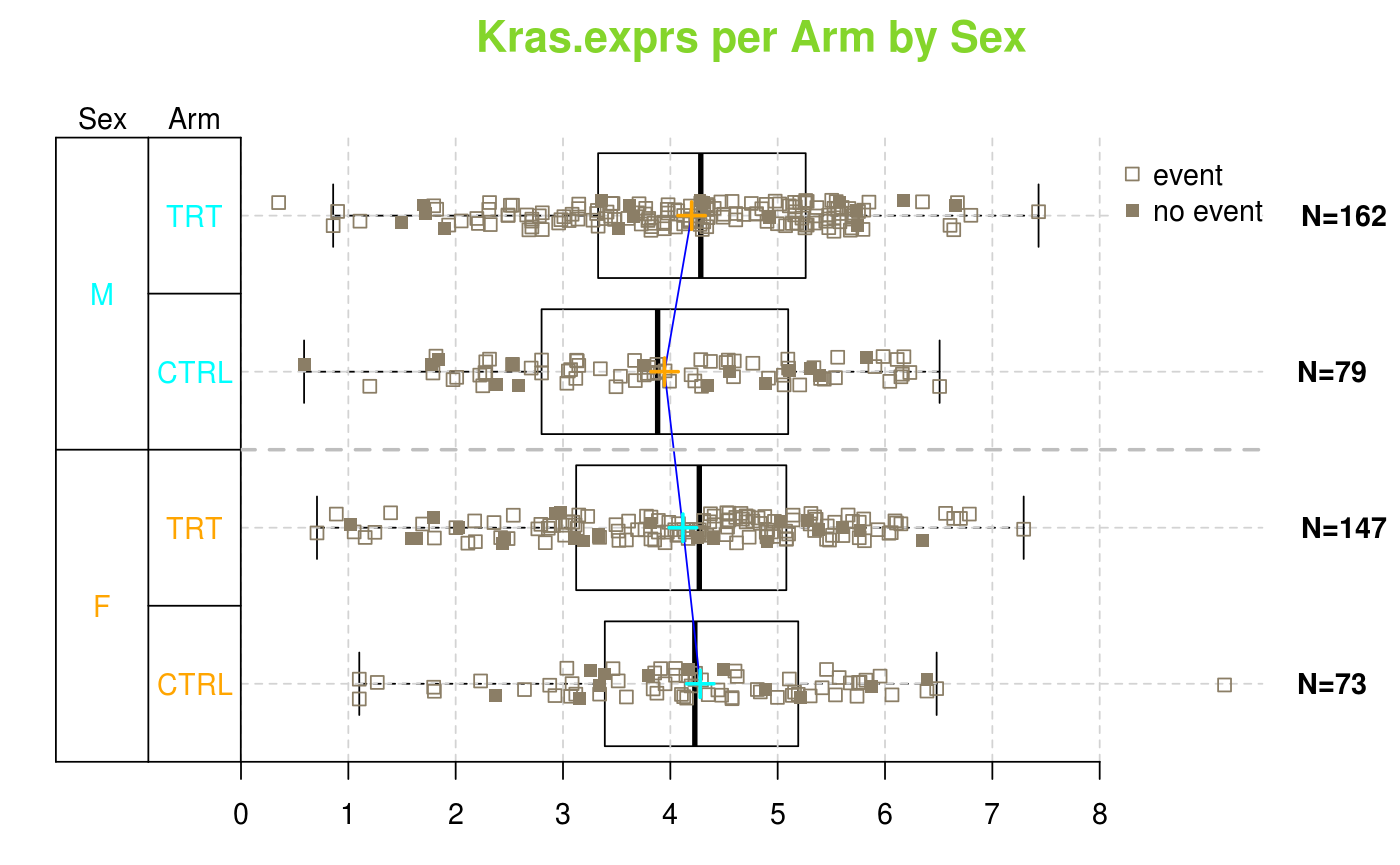 Kras.exprs per Arm by Sex
Sex Arm
event
no event
M
TRT
N=162
CTRL
N=79
F
TRT
N=147
CTRL
N=73
0 1 2 3 4 5 6 7 8